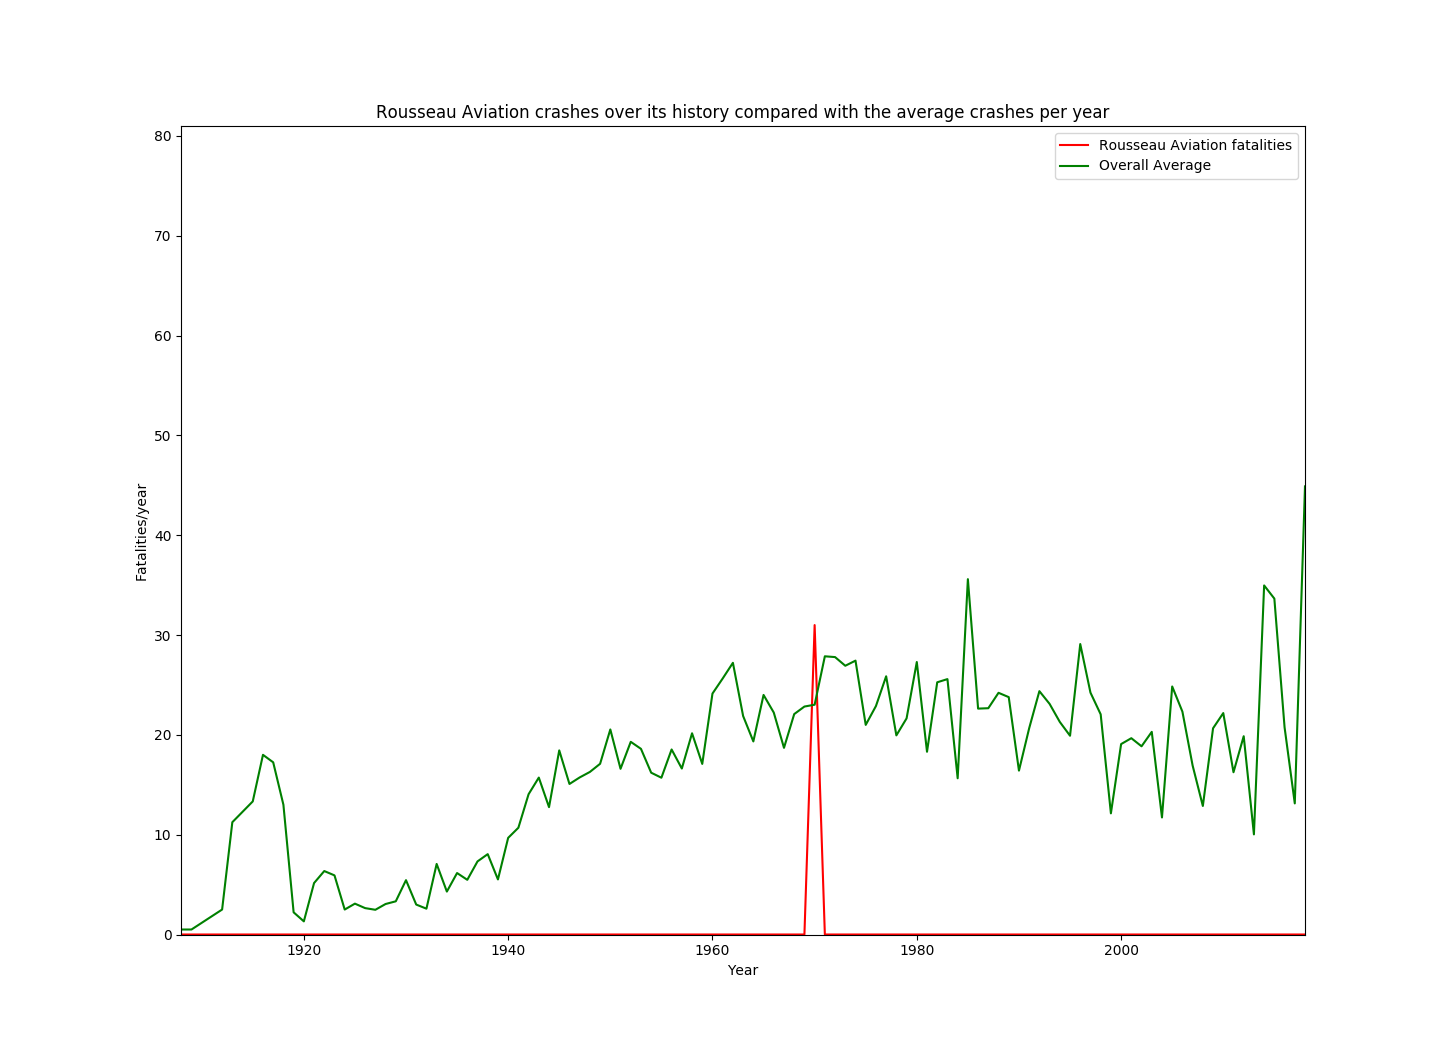 Rousseau Aviation crashes over its history compared with the average crashes per year
Rousseau Aviation fatalities
Overall Average
80
70
60
50
40
30
20
10
0
Fatalities/year
1920 1940 1960 1980 2000
Year